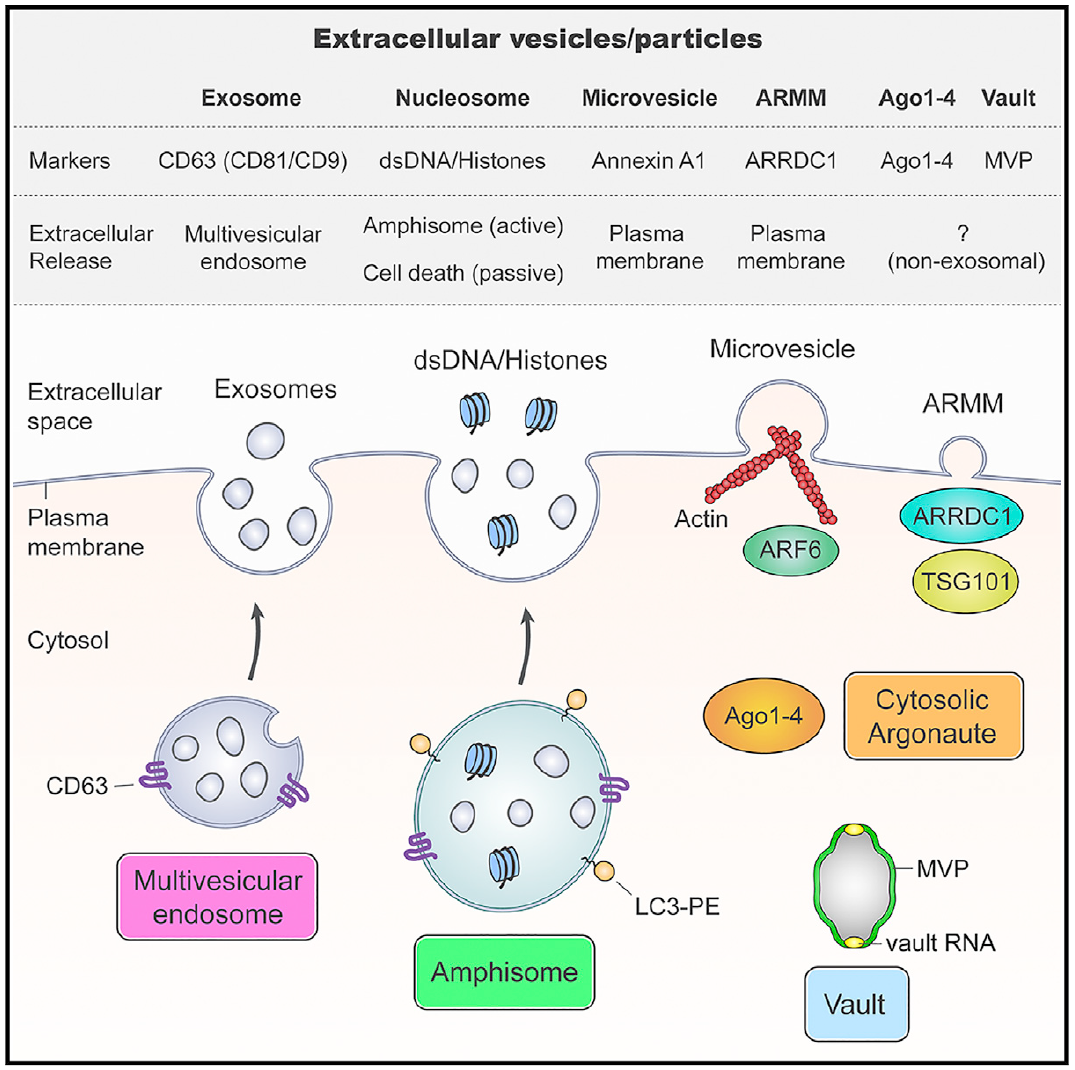 Extracellular vesicles/particles
Exosome Nucleosome Microvesicle ARMM Ago1-4 Vault
Markers CD63 (CD81/CD9) dsDNA/Histones Annexin A1 ARRDC1 Ago1-4 MVP
Extracellular
Release
Multivesicular
endosome
Amphisome (active)
Cell death (passive)
Plasma
membrane
Plasma
membrane
?
(non-exosomal)
Extracellular
space
Exosomes
dsDNA/Histones
Microvesicle
ARMM
Plasma
membrane
Actin
ARF6
ARRDC1
TSG101
Cytosol
Ago1-4
Cytosolic
Argonaute
CD63
Multivesicular
endosome
LC3-PE
Amphisome
MVP
vault RNA
Vault